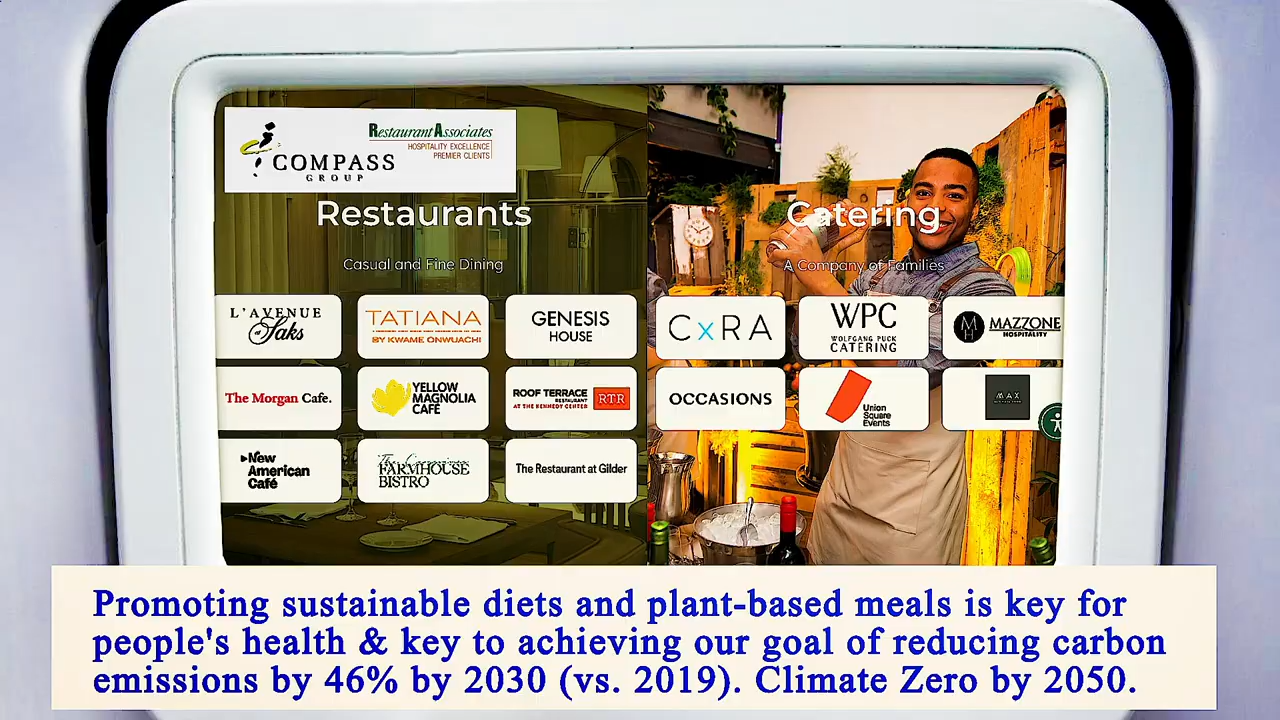 COMPASS
GROUP
Restaurant Associates
HOSPITALITY EXCELLENCE
PREMIER CLIENTS
Restaurants
Casual and Fine Dining
L'AVENUE
Saks
TATIANA
BY KWAME ONWUACHI
GENESIS
HOUSE
The Morgan Cafe.
YELLOW
MAGNOLIA
CAFÉ
ROOF TERRACE
RESTAURANT
AT THE KENNEDY CENTER
RTR
New
American
Café
FARMHOUSE
BISTRO
The Restaurant at Gilder
Catering
A Company of Families
CxRA
WPC
WOLFGANG PUCK
CATERING
MH
MAZZONE
HOSPITALITY
OCCASIONS
Union
Square
Events
MAX
Promoting sustainable diets and plant-based meals is key for
people's health & key to achieving our goal of reducing carbon
emissions by 46% by 2030 (vs. 2019). Climate Zero by 2050.